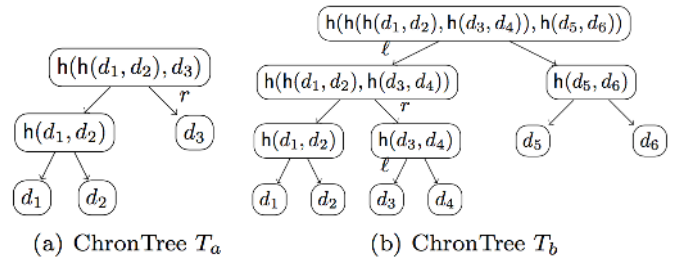 h(h(d₁, d₂), d₃)
r
h(d₁, d₂)
d₃
d₁
d₂
(a) ChronTree Tₐ
h(h(h(d₁, d₂), h(d₃, d₄)), h(d₅, d₆))
ℓ
h(h(d₁, d₂), h(d₃, d₄))
h(d₅, d₆)
r
h(d₁, d₂)
h(d₃, d₄)
d₅
d₆
ℓ
d₁
d₂
d₃
d₄
(b) ChronTree T_b